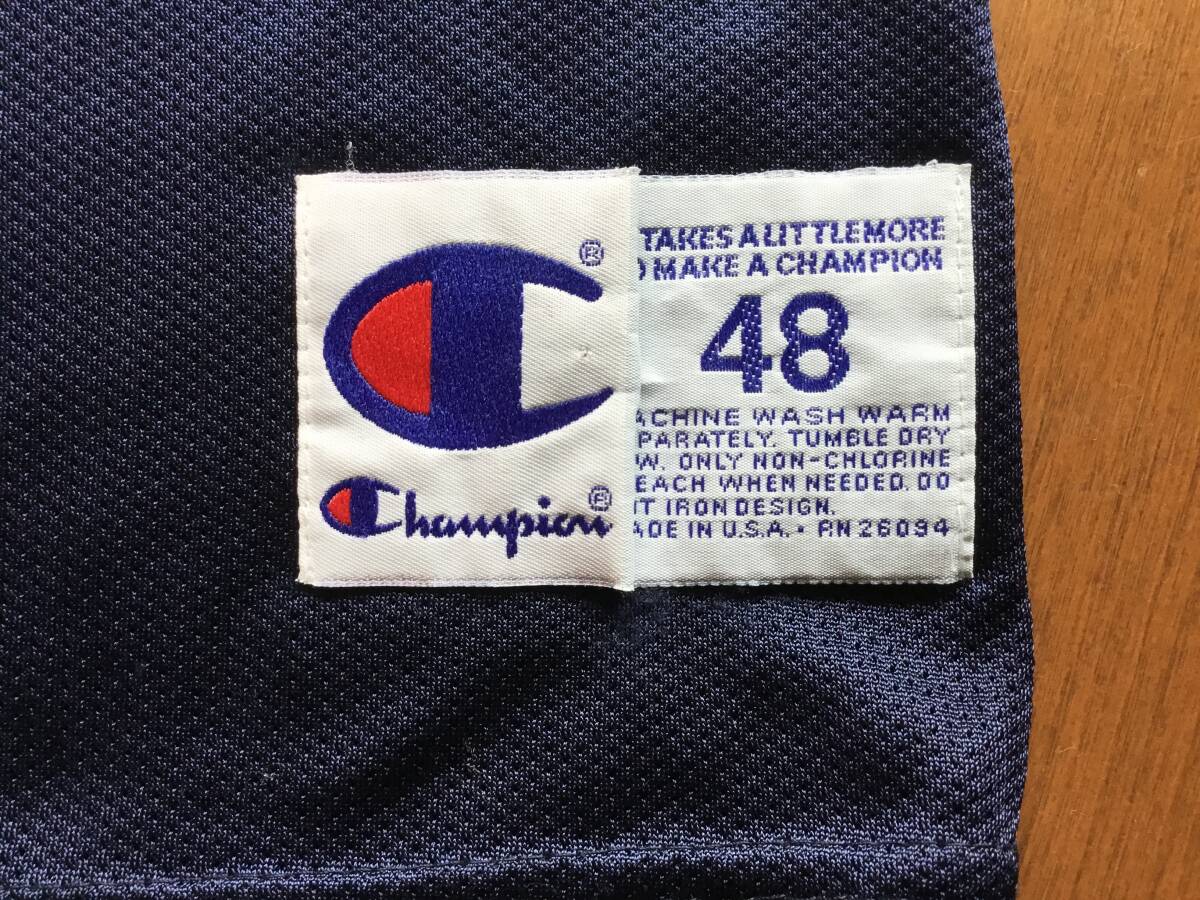 ®
Champion®
TAKES A LITTLE MORE
O MAKE A CHAMPION
48
ACHINE WASH WARM
PARATELY. TUMBLE DRY
W. ONLY NON-CHLORINE
EACH WHEN NEEDED. DO
T IRON DESIGN.
ADE IN U.S.A. • RN 26094